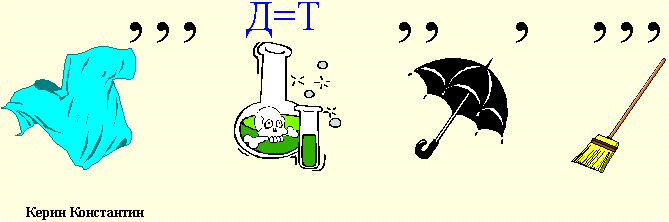 ,,, Д=Т ,, , ,,,
Керин Константин